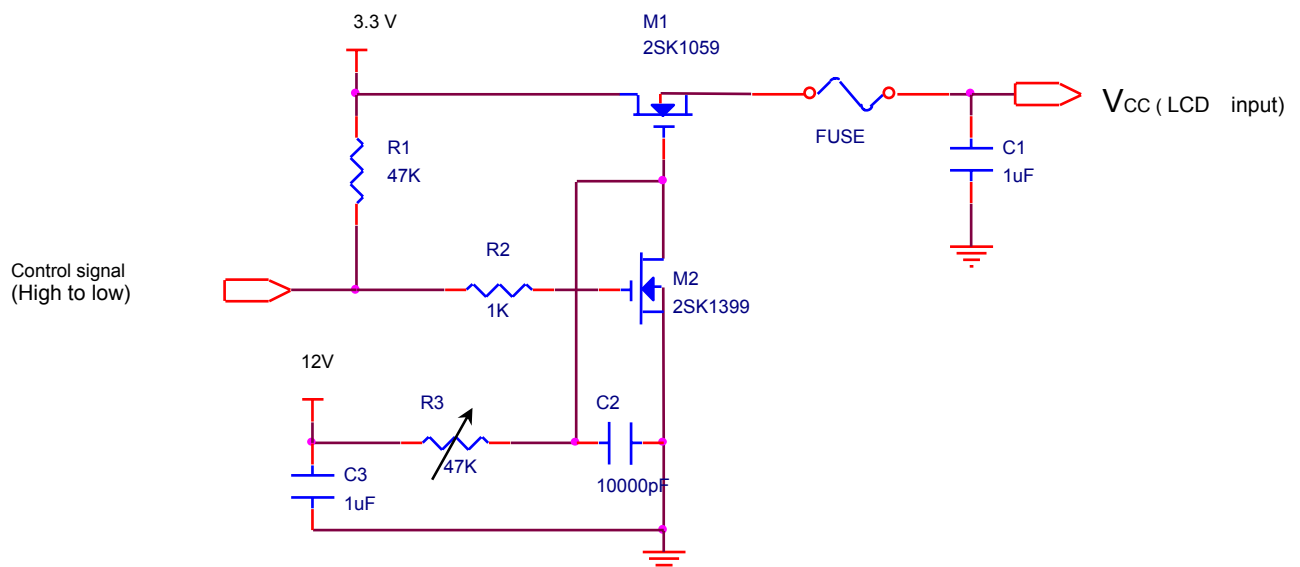 3.3 V
M1
2SK1059
VCC ( LCD input)
FUSE
R1
47K
C1
1uF
R2
1K
Control signal
(High to low)
M2
2SK1399
12V
R3
47K
C2
10000pF
C3
1uF